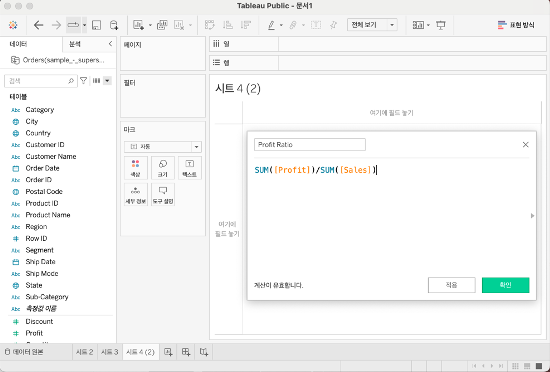 Tableau Public - 문서1
전체 보기
표현 방식
데이터
분석
Orders(sample_-_supers...
검색
테이블
Abc Category
City
Country
Abc Customer ID
Abc Customer Name
Order Date
Abc Order ID
Postal Code
Abc Product ID
Abc Product Name
Abc Region
Row ID
Abc Segment
Ship Date
Abc Ship Mode
State
Abc Sub-Category
Abc 측정값 이름
Discount
Profit
페이지
필터
마크
자동
색상
크기
텍스트
세부 정보
도구 설명
열
행
시트 4 (2)
여기에 필드 놓기
여기에
필드 놓기
Profit Ratio
SUM([Profit])/SUM([Sales])
계산이 유효합니다.
적용
확인
데이터 원본
시트 2
시트 3
시트 4 (2)